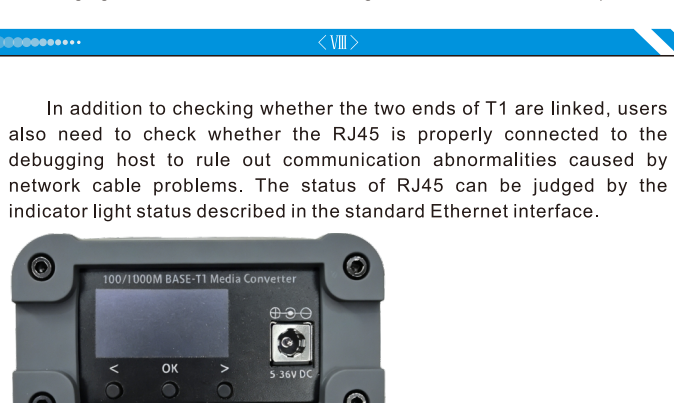 < Ⅷ >
In addition to checking whether the two ends of T1 are linked, users
also need to check whether the RJ45 is properly connected to the
debugging host to rule out communication abnormalities caused by
network cable problems. The status of RJ45 can be judged by the
indicator light status described in the standard Ethernet interface.
100/1000M BASE-T1 Media Converter
< OK >
5-36V DC